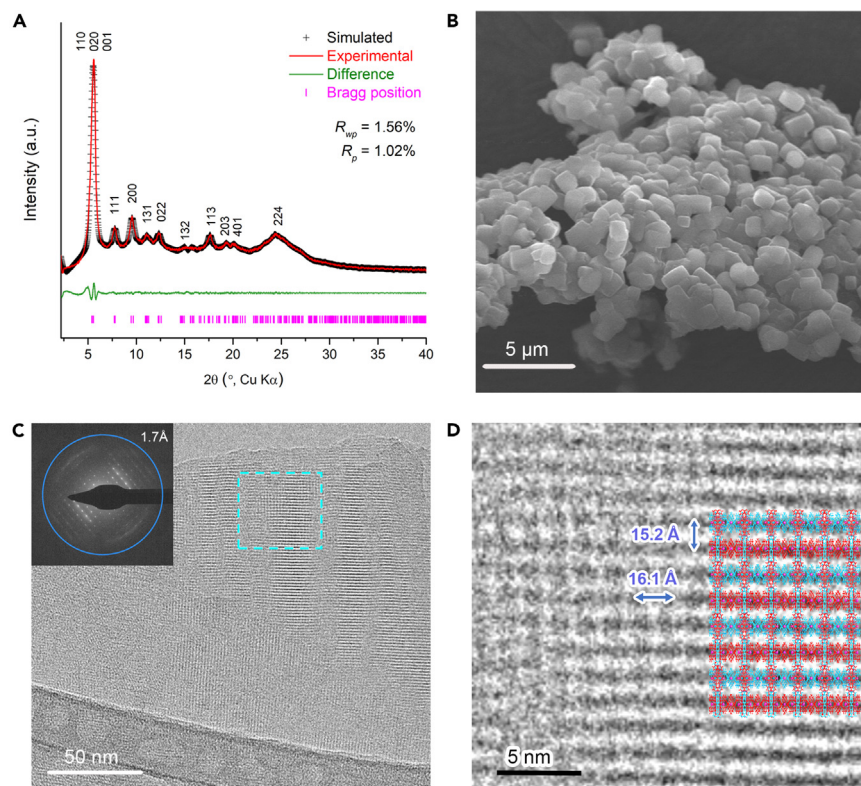 A
110
020
001
Simulated
Experimental
Difference
Bragg position
Rwp = 1.56%
Rp = 1.02%
Intensity (a.u.)
111
200
131
022
132
113
203
401
224
5 10 15 20 25 30 35 40
2θ (°, Cu Kα)
B
5 μm
C
1.7Å
50 nm
D
15.2 Å
16.1 Å
5 nm